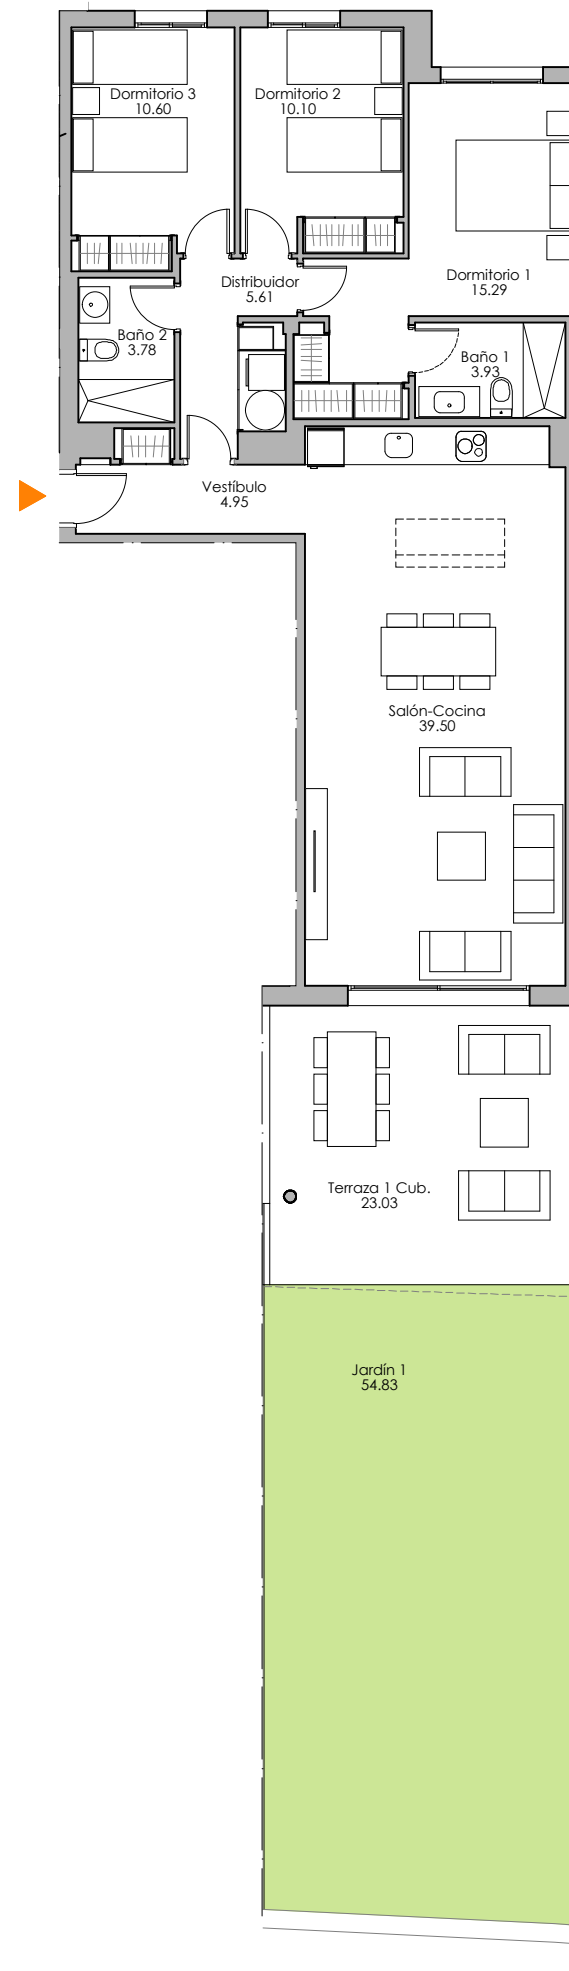 Dormitorio 3
10.60
Dormitorio 2
10.10
Dormitorio 1
15.29
Distribuidor
5.61
Baño 2
3.78
Baño 1
3.93
Vestíbulo
4.95
Salón-Cocina
39.50
Terraza 1 Cub.
23.03
Jardín 1
54.83